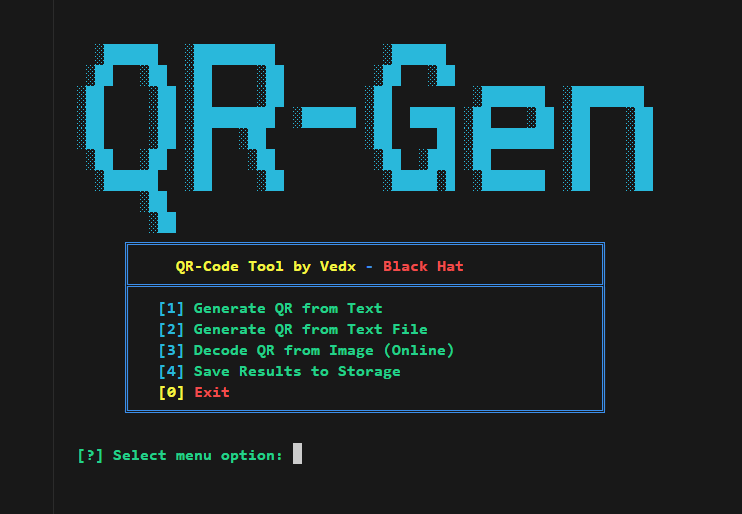 QR-Gen
QR-Code Tool by Vedx - Black Hat
[1] Generate QR from Text
[2] Generate QR from Text File
[3] Decode QR from Image (Online)
[4] Save Results to Storage
[0] Exit
[?] Select menu option: